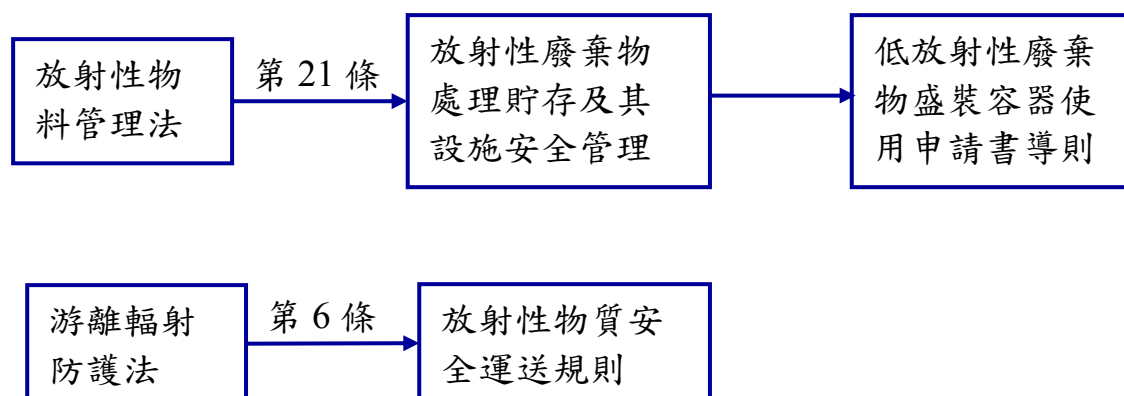 放射性物
料管理法
第 21 條
放射性廢棄物
處理貯存及其
設施安全管理
低放射性廢棄
物盛裝容器使
用申請書導則
游離輻射
防護法
第 6 條
放射性物質安
全運送規則